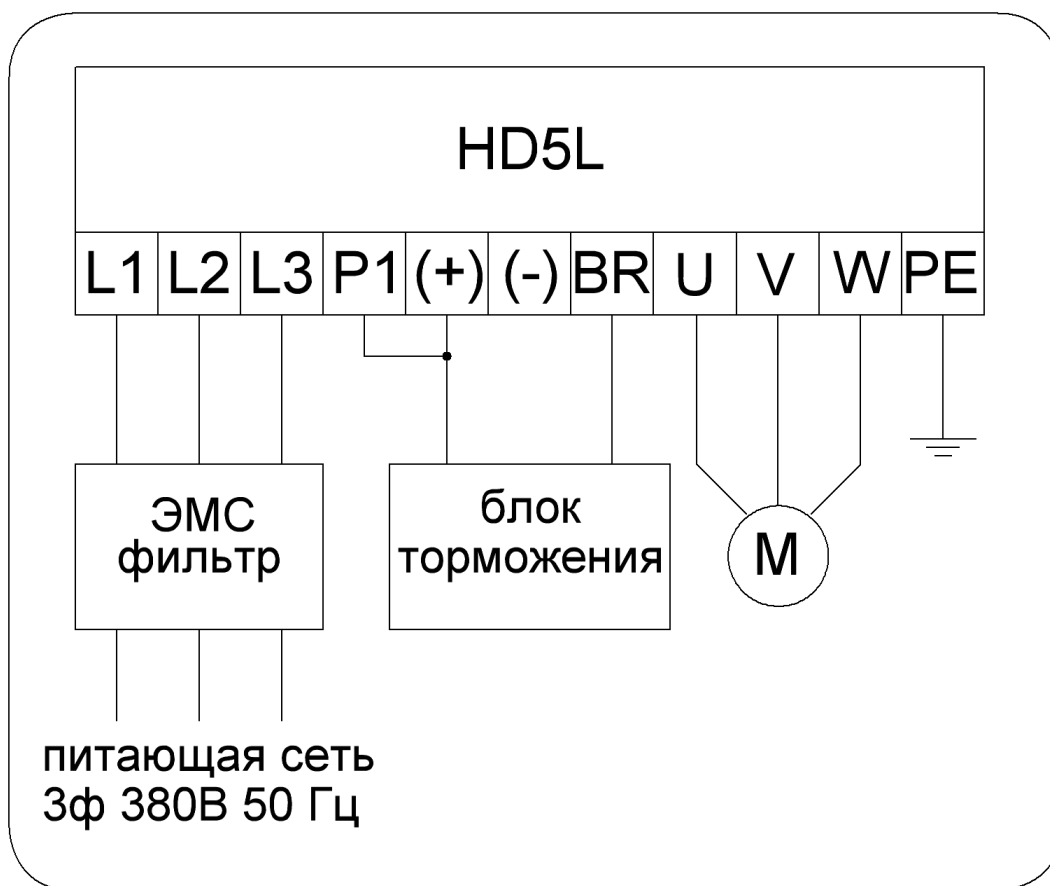 HD5L
L1 L2 L3 P1 (+) (-) BR U V W PE
ЭМС
фильтр
блок
торможения
M
питающая сеть
3ф 380В 50 Гц